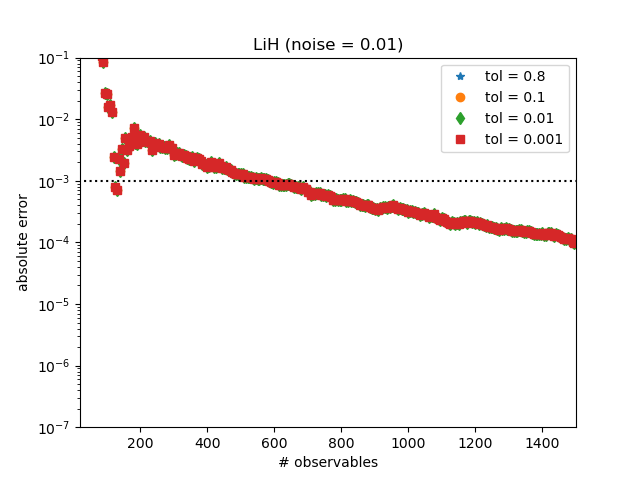 LiH (noise = 0.01)
tol = 0.8
tol = 0.1
tol = 0.01
tol = 0.001
absolute error
10⁻¹
10⁻²
10⁻³
10⁻⁴
10⁻⁵
10⁻⁶
10⁻⁷
200 400 600 800 1000 1200 1400
# observables